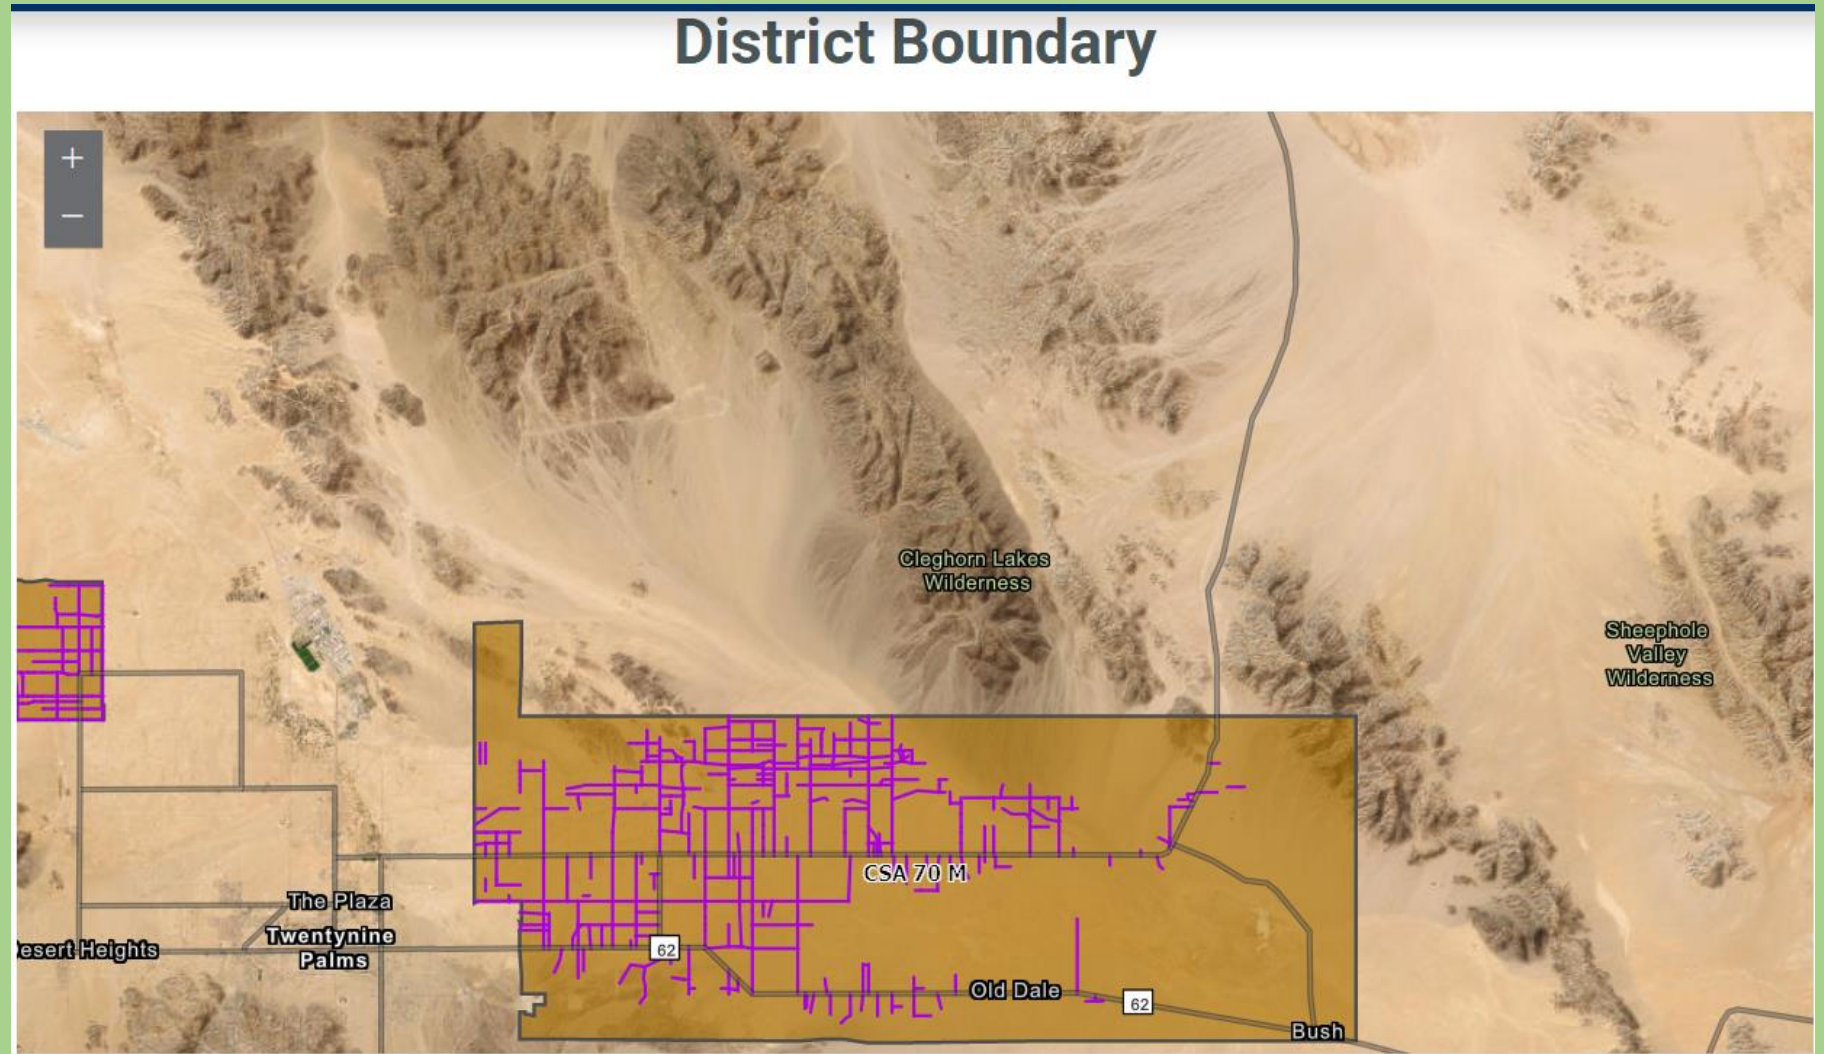 District Boundary
+
−
Cleghorn Lakes
Wilderness
Sheephole
Valley
Wilderness
CSA 70 M
The Plaza
Twentynine
Palms
esert Heights
62
Old Dale
62
Bush